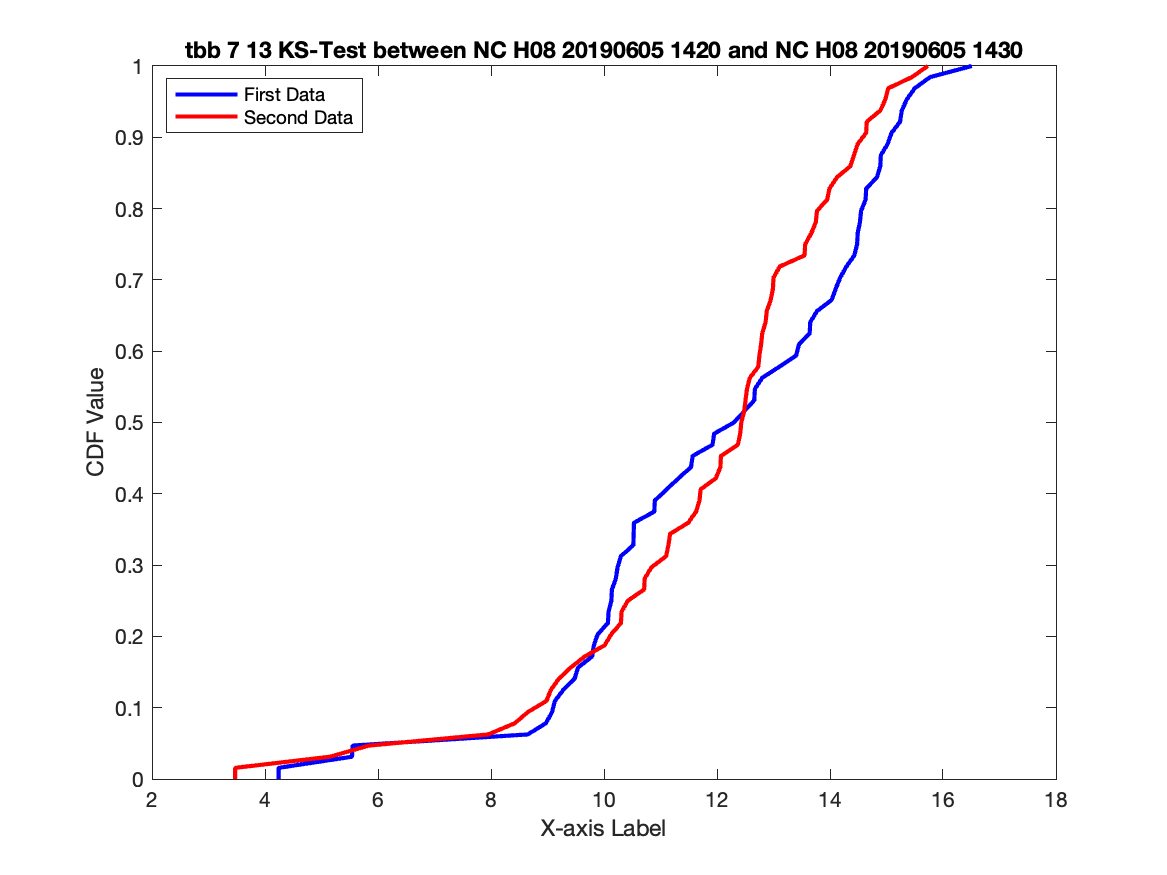 tbb 7 13 KS-Test between NC H08 20190605 1420 and NC H08 20190605 1430
First Data
Second Data
1
0.9
0.8
0.7
0.6
0.5
0.4
0.3
0.2
0.1
0
CDF Value
2 4 6 8 10 12 14 16 18
X-axis Label